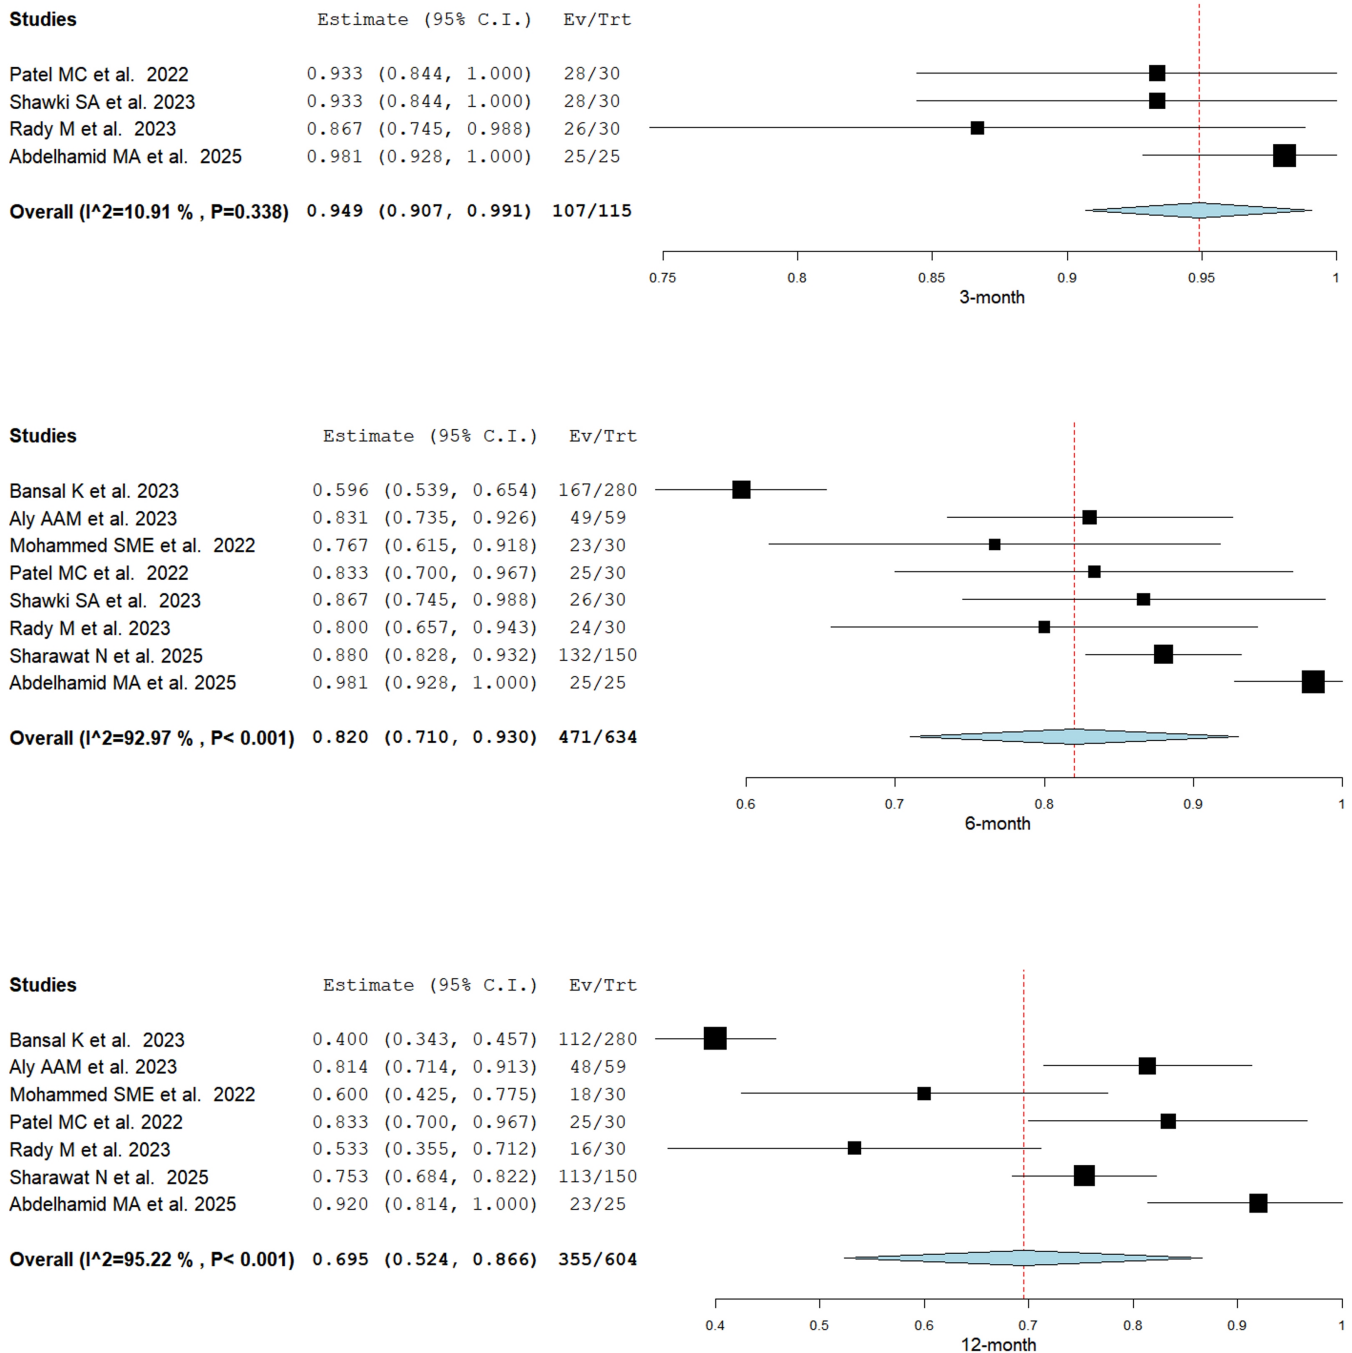 Studies Estimate (95% C.I.) Ev/Trt
Patel MC et al. 2022 0.933 (0.844, 1.000) 28/30
Shawki SA et al. 2023 0.933 (0.844, 1.000) 28/30
Rady M et al. 2023 0.867 (0.745, 0.988) 26/30
Abdelhamid MA et al. 2025 0.981 (0.928, 1.000) 25/25
Overall (I^2=10.91 % , P=0.338) 0.949 (0.907, 0.991) 107/115
0.75 0.8 0.85 0.9 0.95 1
3-month
Studies Estimate (95% C.I.) Ev/Trt
Bansal K et al. 2023 0.596 (0.539, 0.654) 167/280
Aly AAM et al. 2023 0.831 (0.735, 0.926) 49/59
Mohammed SME et al. 2022 0.767 (0.615, 0.918) 23/30
Patel MC et al. 2022 0.833 (0.700, 0.967) 25/30
Shawki SA et al. 2023 0.867 (0.745, 0.988) 26/30
Rady M et al. 2023 0.800 (0.657, 0.943) 24/30
Sharawat N et al. 2025 0.880 (0.828, 0.932) 132/150
Abdelhamid MA et al. 2025 0.981 (0.928, 1.000) 25/25
Overall (I^2=92.97 % , P< 0.001) 0.820 (0.710, 0.930) 471/634
0.6 0.7 0.8 0.9 1
6-month
Studies Estimate (95% C.I.) Ev/Trt
Bansal K et al. 2023 0.400 (0.343, 0.457) 112/280
Aly AAM et al. 2023 0.814 (0.714, 0.913) 48/59
Mohammed SME et al. 2022 0.600 (0.425, 0.775) 18/30
Patel MC et al. 2022 0.833 (0.700, 0.967) 25/30
Rady M et al. 2023 0.533 (0.355, 0.712) 16/30
Sharawat N et al. 2025 0.753 (0.684, 0.822) 113/150
Abdelhamid MA et al. 2025 0.920 (0.814, 1.000) 23/25
Overall (I^2=95.22 % , P< 0.001) 0.695 (0.524, 0.866) 355/604
0.4 0.5 0.6 0.7 0.8 0.9 1
12-month